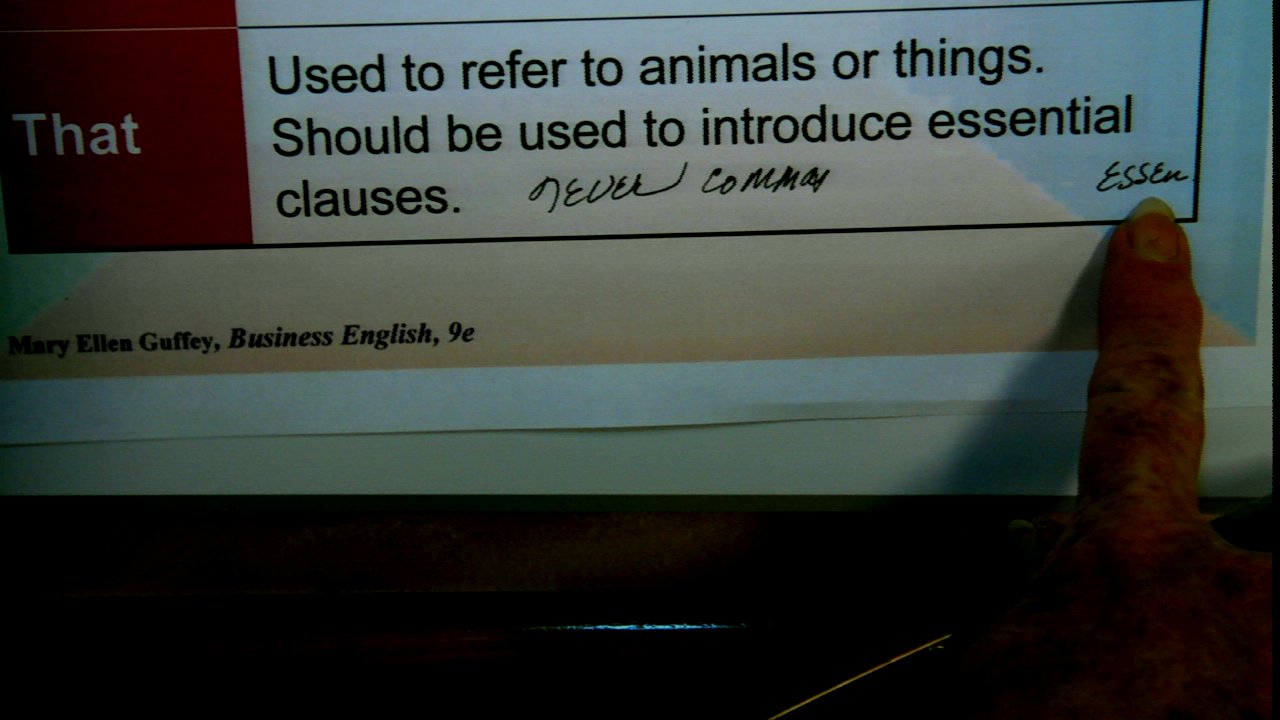 That
Used to refer to animals or things.
Should be used to introduce essential
clauses. never commas ESSEN
Mary Ellen Guffey, Business English, 9e